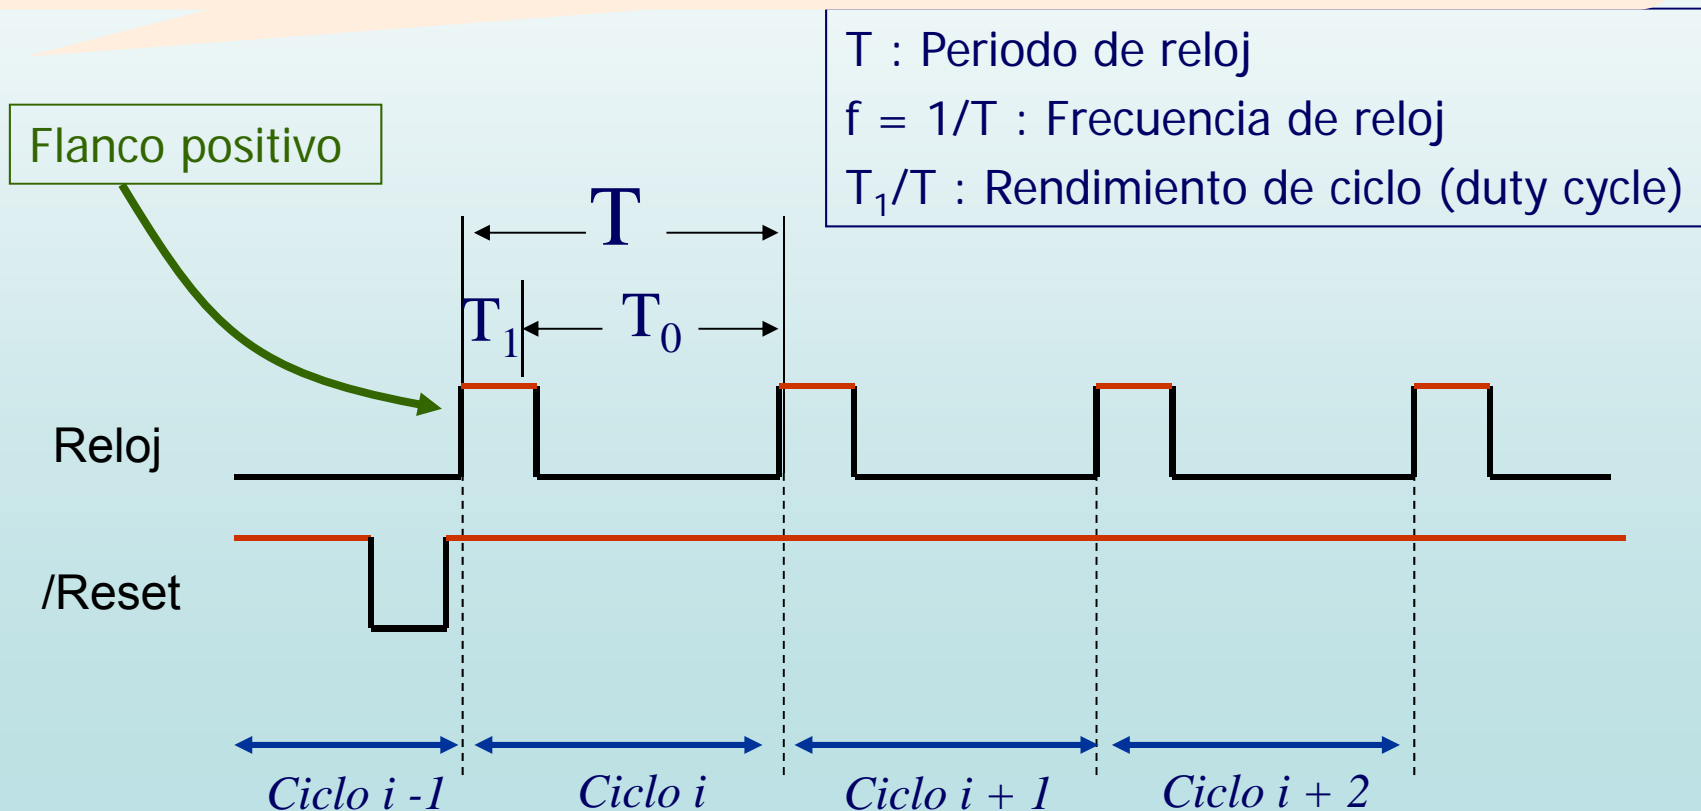 T : Periodo de reloj
f = 1/T : Frecuencia de reloj
T₁/T : Rendimiento de ciclo (duty cycle)
Flanco positivo
T
T₁
T₀
Reloj
/Reset
Ciclo i -1
Ciclo i
Ciclo i + 1
Ciclo i + 2